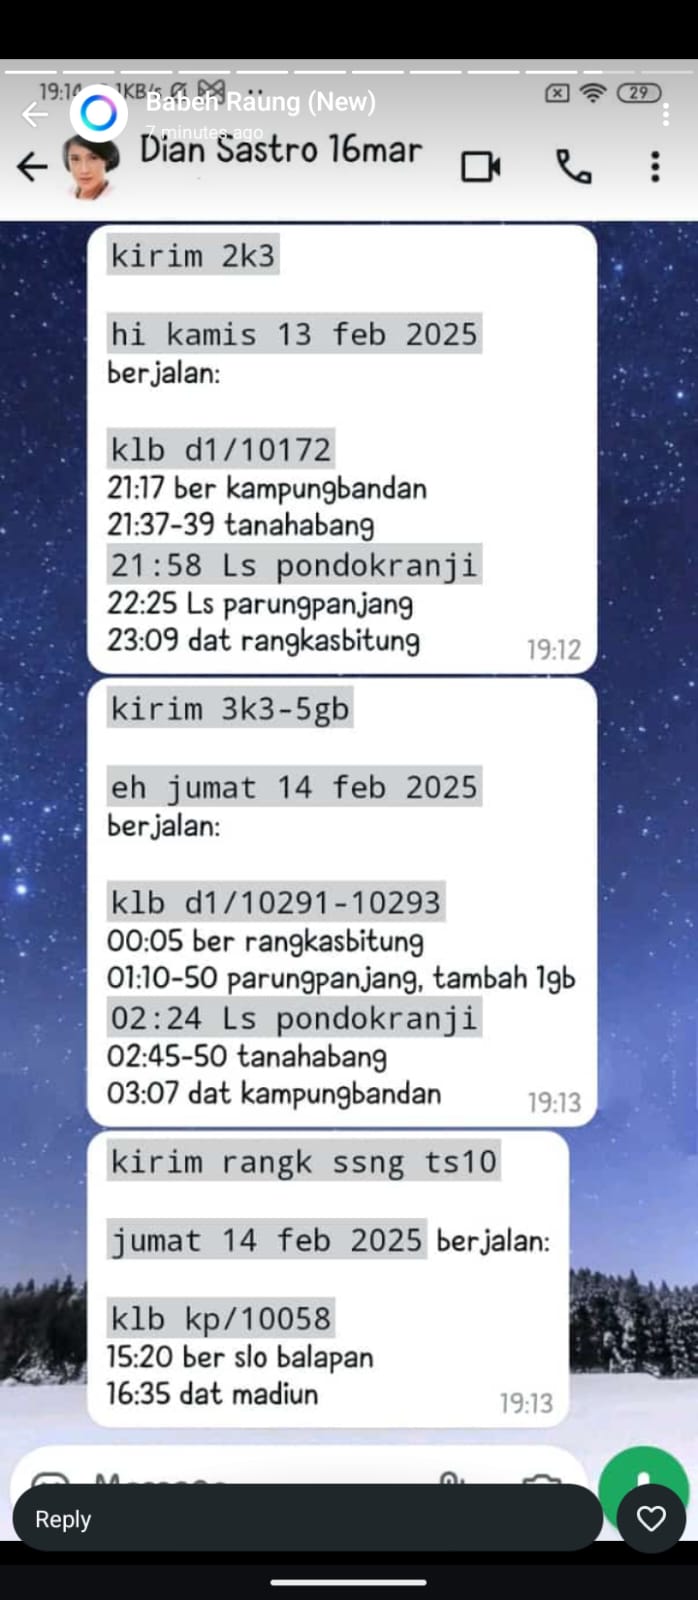 19:14
Babeh Raung (New)
7 minutes ago
29
Dian Sastro 16mar
kirim 2k3
hi kamis 13 feb 2025
berjalan:
klb d1/10172
21:17 ber kampungbandan
21:37-39 tanahabang
21:58 Ls pondokranji
22:25 Ls parungpanjang
23:09 dat rangkasbitung
19:12
kirim 3k3-5gb
eh jumat 14 feb 2025
berjalan:
klb d1/10291-10293
00:05 ber rangkasbitung
01:10-50 parungpanjang, tambah 1gb
02:24 Ls pondokranji
02:45-50 tanahabang
03:07 dat kampungbandan
19:13
kirim rangk ssng ts10
jumat 14 feb 2025 berjalan:
klb kp/10058
15:20 ber slo balapan
16:35 dat madiun
19:13
Reply